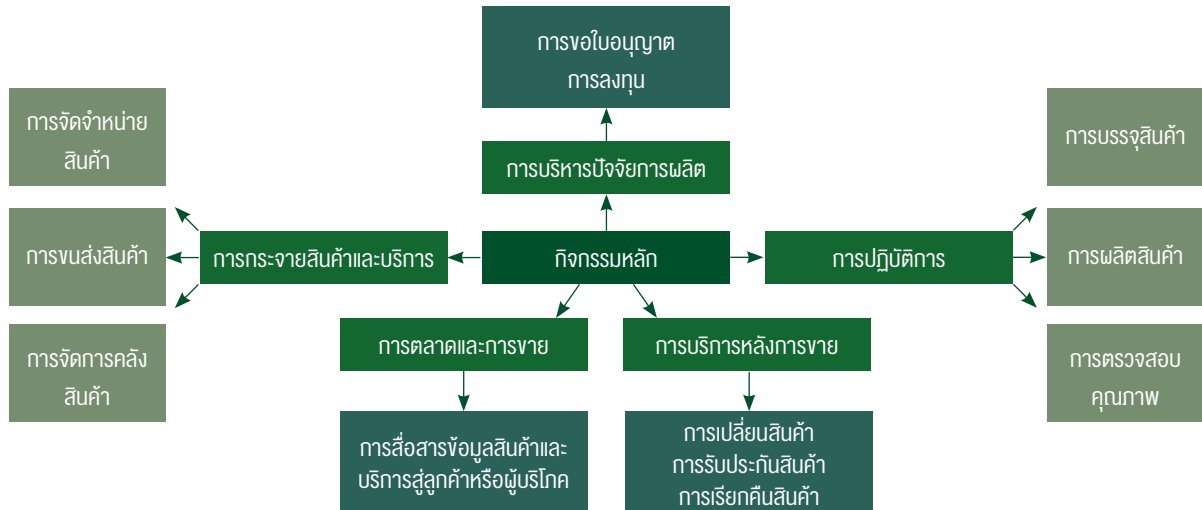 การขอใบอนุญาต
การลงทุน
การบริหารปัจจัยการผลิต
การจัดจำหน่าย
สินค้า
การขนส่งสินค้า
การจัดการคลัง
สินค้า
การกระจายสินค้าและบริการ
กิจกรรมหลัก
การปฏิบัติการ
การบรรจุสินค้า
การผลิตสินค้า
การตรวจสอบ
คุณภาพ
การตลาดและการขาย
การบริการหลังการขาย
การสื่อสารข้อมูลสินค้าและ
บริการสู่ลูกค้าหรือผู้บริโภค
การเปลี่ยนสินค้า
การรับประกันสินค้า
การเรียกคืนสินค้า